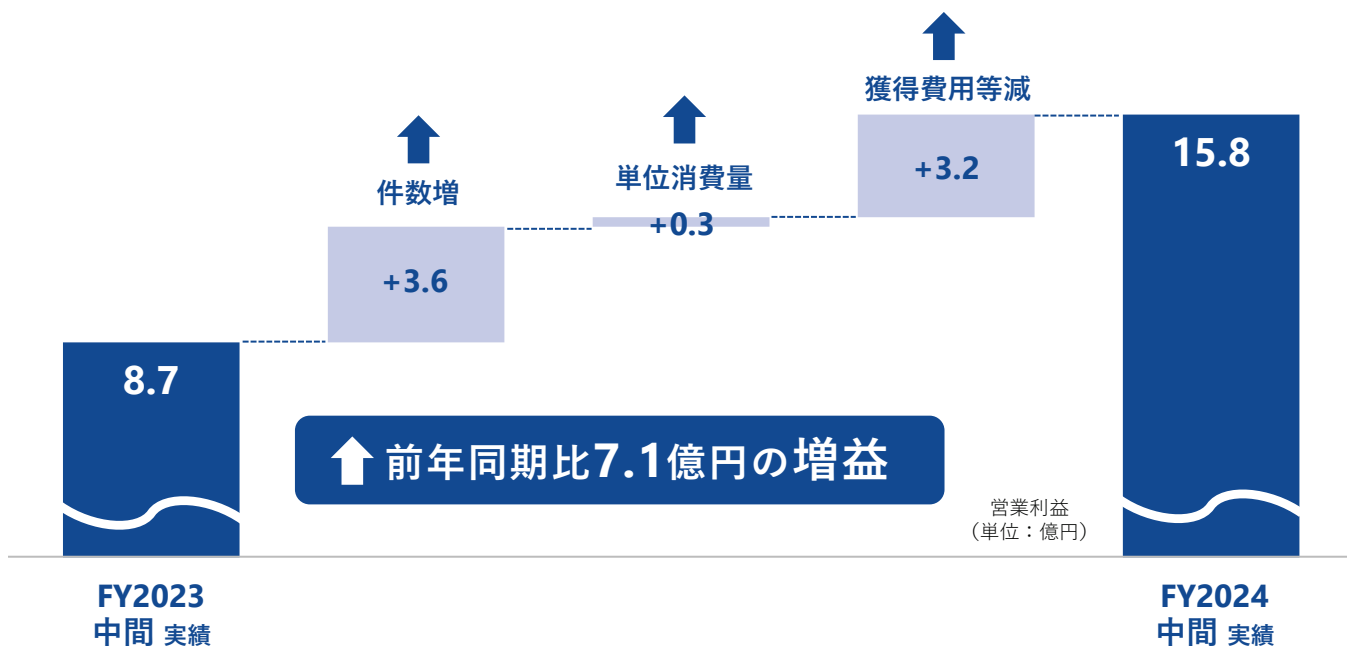 獲得費用等減
件数増
単位消費量
+3.6
+0.3
+3.2
8.7
15.8
前年同期比7.1億円の増益
営業利益
(単位：億円)
FY2023
中間 実績
FY2024
中間 実績